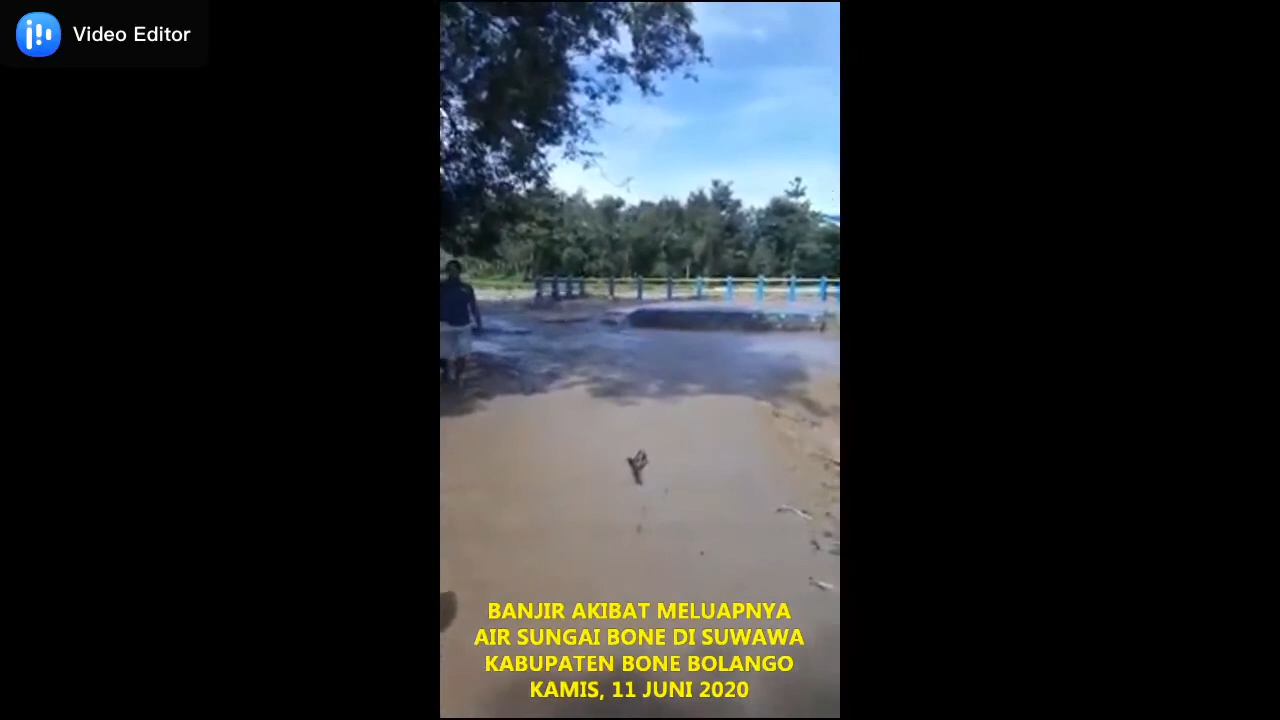 Video Editor
BANJIR AKIBAT MELUAPNYA
AIR SUNGAI BONE DI SUWAWA
KABUPATEN BONE BOLANGO
KAMIS, 11 JUNI 2020